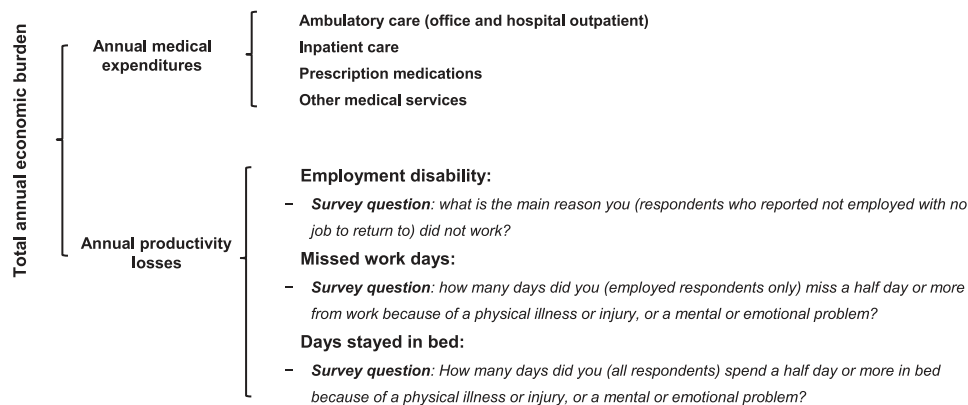 Total annual economic burden
Annual medical
expenditures
Ambulatory care (office and hospital outpatient)
Inpatient care
Prescription medications
Other medical services
Annual productivity
losses
Employment disability:
– Survey question: what is the main reason you (respondents who reported not employed with no
job to return to) did not work?
Missed work days:
– Survey question: how many days did you (employed respondents only) miss a half day or more
from work because of a physical illness or injury, or a mental or emotional problem?
Days stayed in bed:
– Survey question: How many days did you (all respondents) spend a half day or more in bed
because of a physical illness or injury, or a mental or emotional problem?